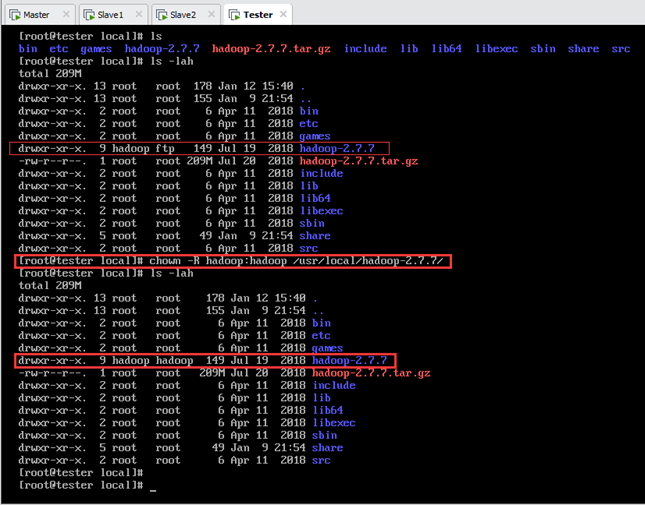 Master Slave1 Slave2 Tester
[root@tester local]# ls
bin etc games hadoop-2.7.7 hadoop-2.7.7.tar.gz include lib lib64 libexec sbin share src
[root@tester local]# ls -lah
total 209M
drwxr-xr-x. 13 root root 178 Jan 12 15:40 .
drwxr-xr-x. 13 root root 155 Jan 9 21:54 ..
drwxr-xr-x. 2 root root 6 Apr 11 2018 bin
drwxr-xr-x. 2 root root 6 Apr 11 2018 etc
drwxr-xr-x. 2 root root 6 Apr 11 2018 games
drwxr-xr-x. 9 hadoop ftp 149 Jul 19 2018 hadoop-2.7.7
-rw-r--r--. 1 root root 209M Jul 20 2018 hadoop-2.7.7.tar.gz
drwxr-xr-x. 2 root root 6 Apr 11 2018 include
drwxr-xr-x. 2 root root 6 Apr 11 2018 lib
drwxr-xr-x. 2 root root 6 Apr 11 2018 lib64
drwxr-xr-x. 2 root root 6 Apr 11 2018 libexec
drwxr-xr-x. 2 root root 6 Apr 11 2018 sbin
drwxr-xr-x. 5 root root 49 Jan 9 21:54 share
drwxr-xr-x. 2 root root 6 Apr 11 2018 src
[root@tester local]# chown -R hadoop:hadoop /usr/local/hadoop-2.7.7/
[root@tester local]# ls -lah
total 209M
drwxr-xr-x. 13 root root 178 Jan 12 15:40 .
drwxr-xr-x. 13 root root 155 Jan 9 21:54 ..
drwxr-xr-x. 2 root root 6 Apr 11 2018 bin
drwxr-xr-x. 2 root root 6 Apr 11 2018 etc
drwxr-xr-x. 2 root root 6 Apr 11 2018 games
drwxr-xr-x. 9 hadoop hadoop 149 Jul 19 2018 hadoop-2.7.7
-rw-r--r--. 1 root root 209M Jul 20 2018 hadoop-2.7.7.tar.gz
drwxr-xr-x. 2 root root 6 Apr 11 2018 include
drwxr-xr-x. 2 root root 6 Apr 11 2018 lib
drwxr-xr-x. 2 root root 6 Apr 11 2018 lib64
drwxr-xr-x. 2 root root 6 Apr 11 2018 libexec
drwxr-xr-x. 2 root root 6 Apr 11 2018 sbin
drwxr-xr-x. 5 root root 49 Jan 9 21:54 share
drwxr-xr-x. 2 root root 6 Apr 11 2018 src
[root@tester local]#
[root@tester local]# _